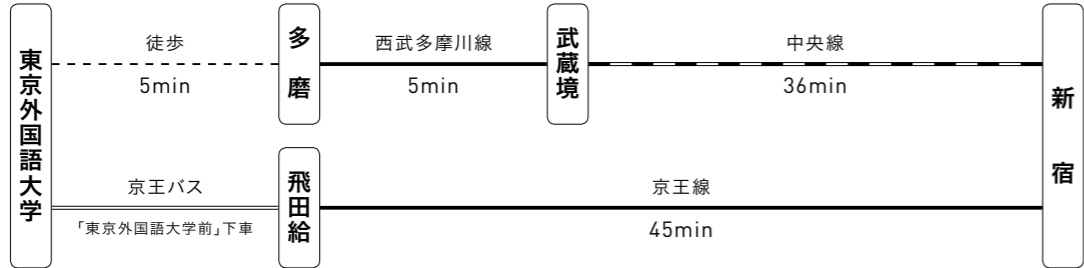 東京外国語大学
徒歩
5min
多磨
西武多摩川線
5min
武蔵境
中央線
36min
新宿
京王バス
「東京外国語大学前」下車
飛田給
京王線
45min